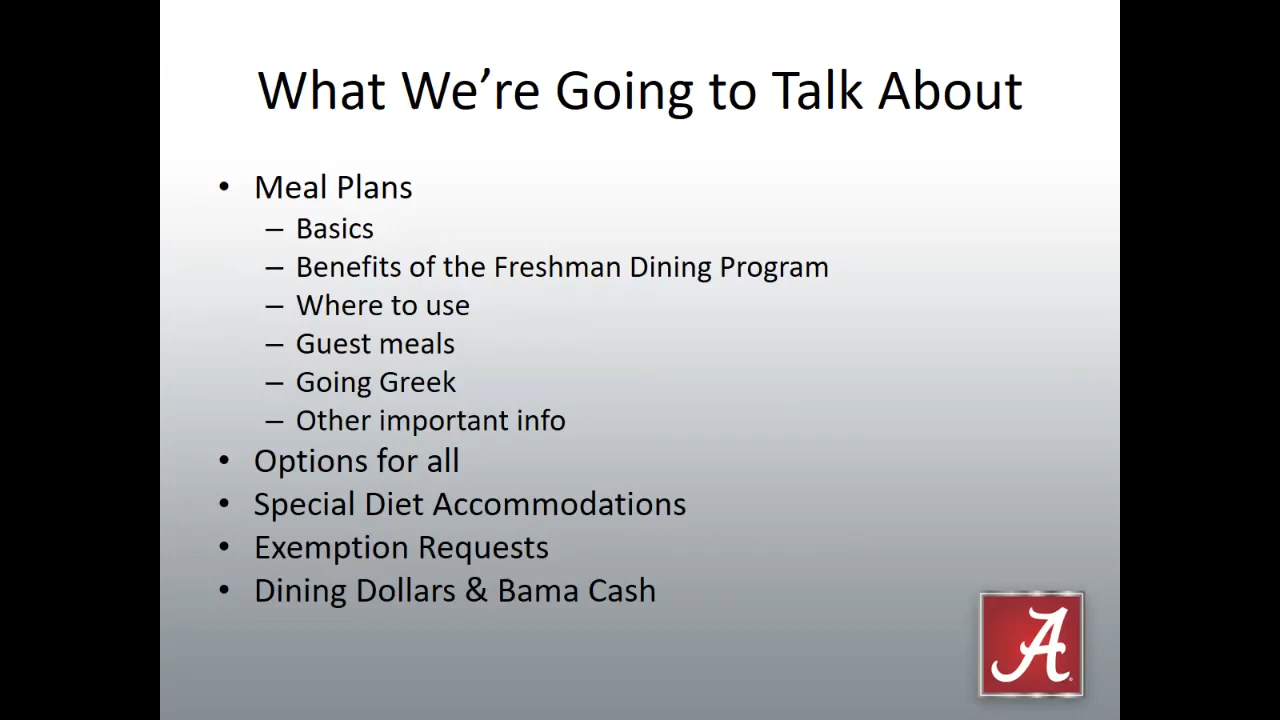 What We’re Going to Talk About
• Meal Plans
– Basics
– Benefits of the Freshman Dining Program
– Where to use
– Guest meals
– Going Greek
– Other important info
• Options for all
• Special Diet Accommodations
• Exemption Requests
• Dining Dollars & Bama Cash
A